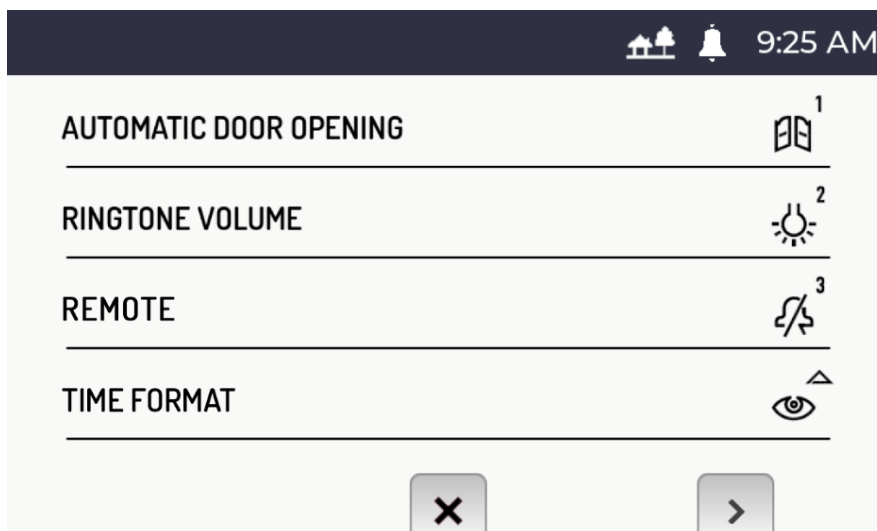 9:25 AM
AUTOMATIC DOOR OPENING 1
RINGTONE VOLUME 2
REMOTE 3
TIME FORMAT